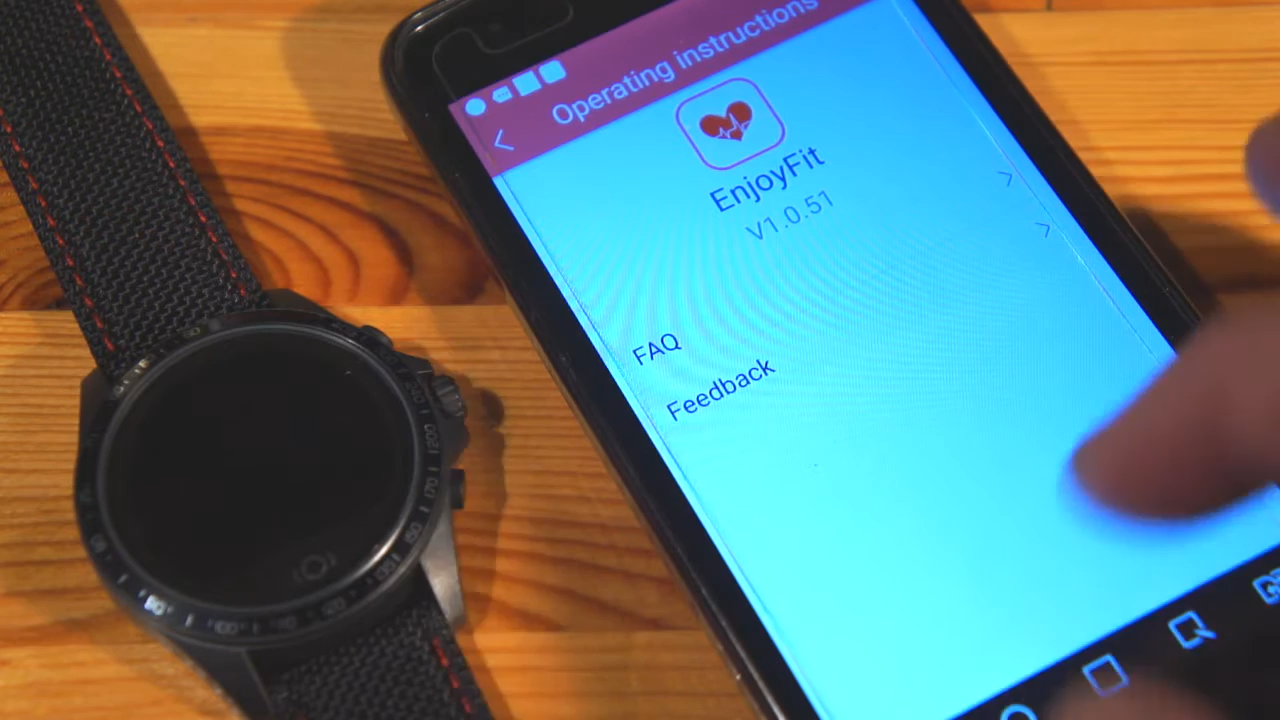 Operating instructions
EnjoyFit
V1.0.51
FAQ
Feedback